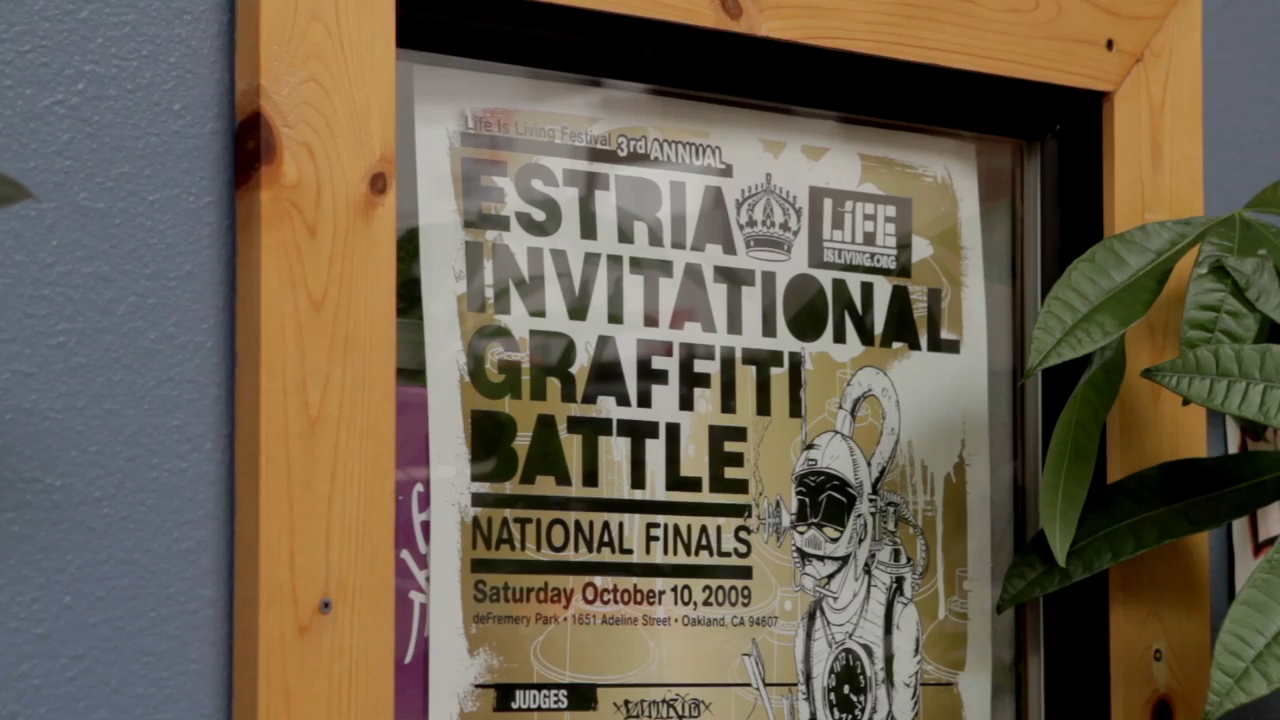 Life Is Living Festival 3rd ANNUAL
ESTRIA
LiFE
ISLIVING.ORG
INVITATIONAL
GRAFFITI
BATTLE
NATIONAL FINALS
Saturday October 10, 2009
deFremery Park • 1651 Adeline Street • Oakland, CA 94607
JUDGES